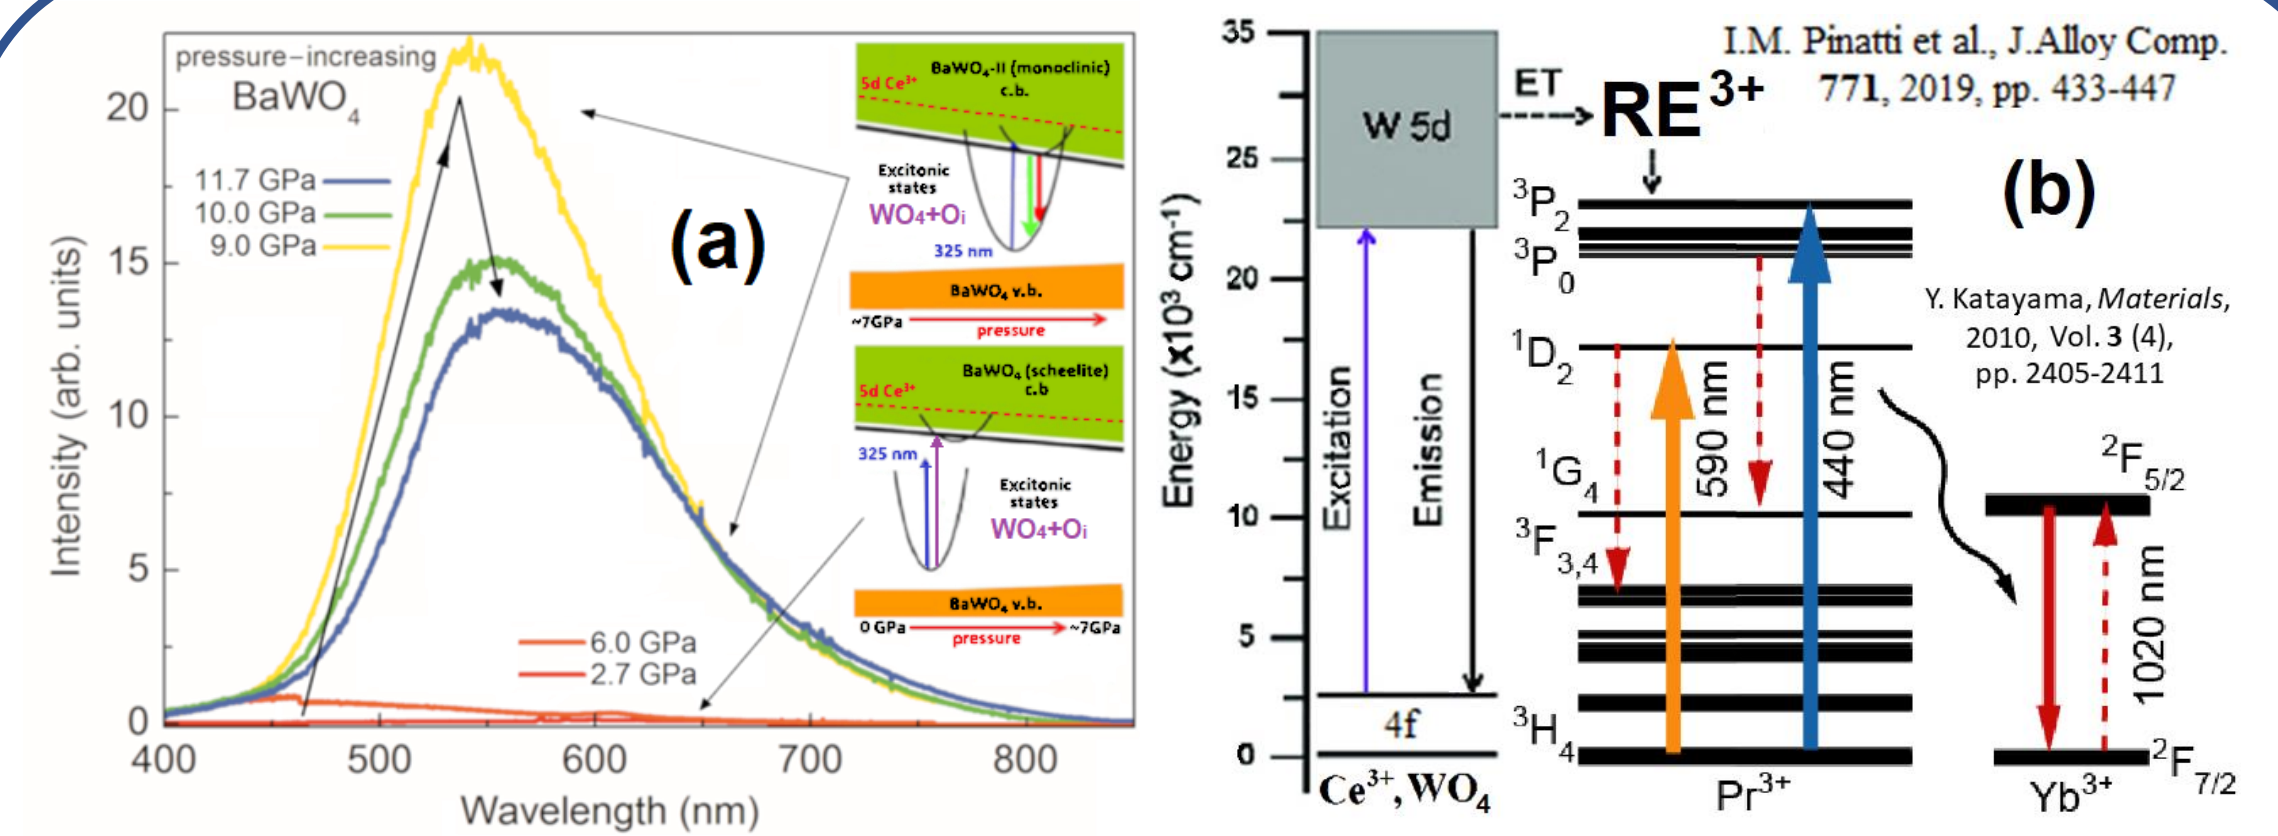 pressure-increasing
BaWO4
11.7 GPa
10.0 GPa
9.0 GPa
6.0 GPa
2.7 GPa
(a)
Intensity (arb. units)
20
15
10
5
0
400
500
600
700
800
Wavelength (nm)
BaWO4-II (monoclinic)
c.b.
5d Ce3+
Excitonic
states
WO4+Oi
325 nm
BaWO4 v.b.
~7GPa
pressure
BaWO4 (scheelite)
c.b
5d Ce3+
325 nm
Excitonic
states
WO4+Oi
BaWO4 v.b.
0 GPa
~7GPa
pressure
Energy (x10³ cm⁻¹)
35
25
20
15
10
5
0
W 5d
ET
RE3+
I.M. Pinatti et al., J.Alloy Comp.
771, 2019, pp. 433-447
(b)
Excitation
Emission
4f
Ce3+, WO4
3P2
3P0
1D2
1G4
3F3,4
3H4
590 nm
440 nm
Pr3+
Y. Katayama, Materials,
2010, Vol. 3 (4),
pp. 2405-2411
2F5/2
1020 nm
2F7/2
Yb3+